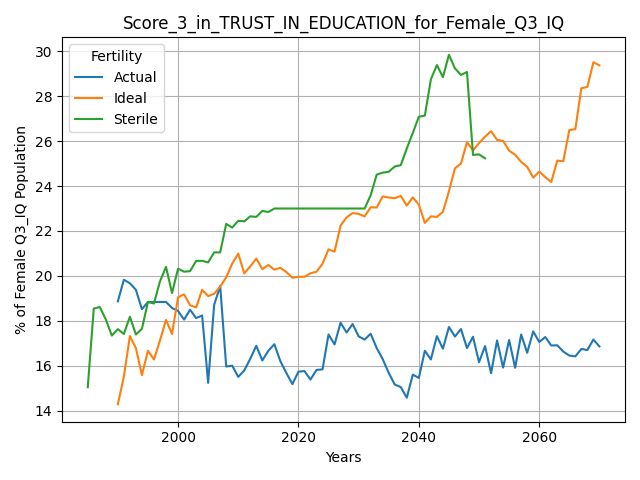 Score_3_in_TRUST_IN_EDUCATION_for_Female_Q3_IQ
Fertility
Actual
Ideal
Sterile
% of Female Q3_IQ Population
30
28
26
24
22
20
18
16
14
2000
2020
2040
2060
Years